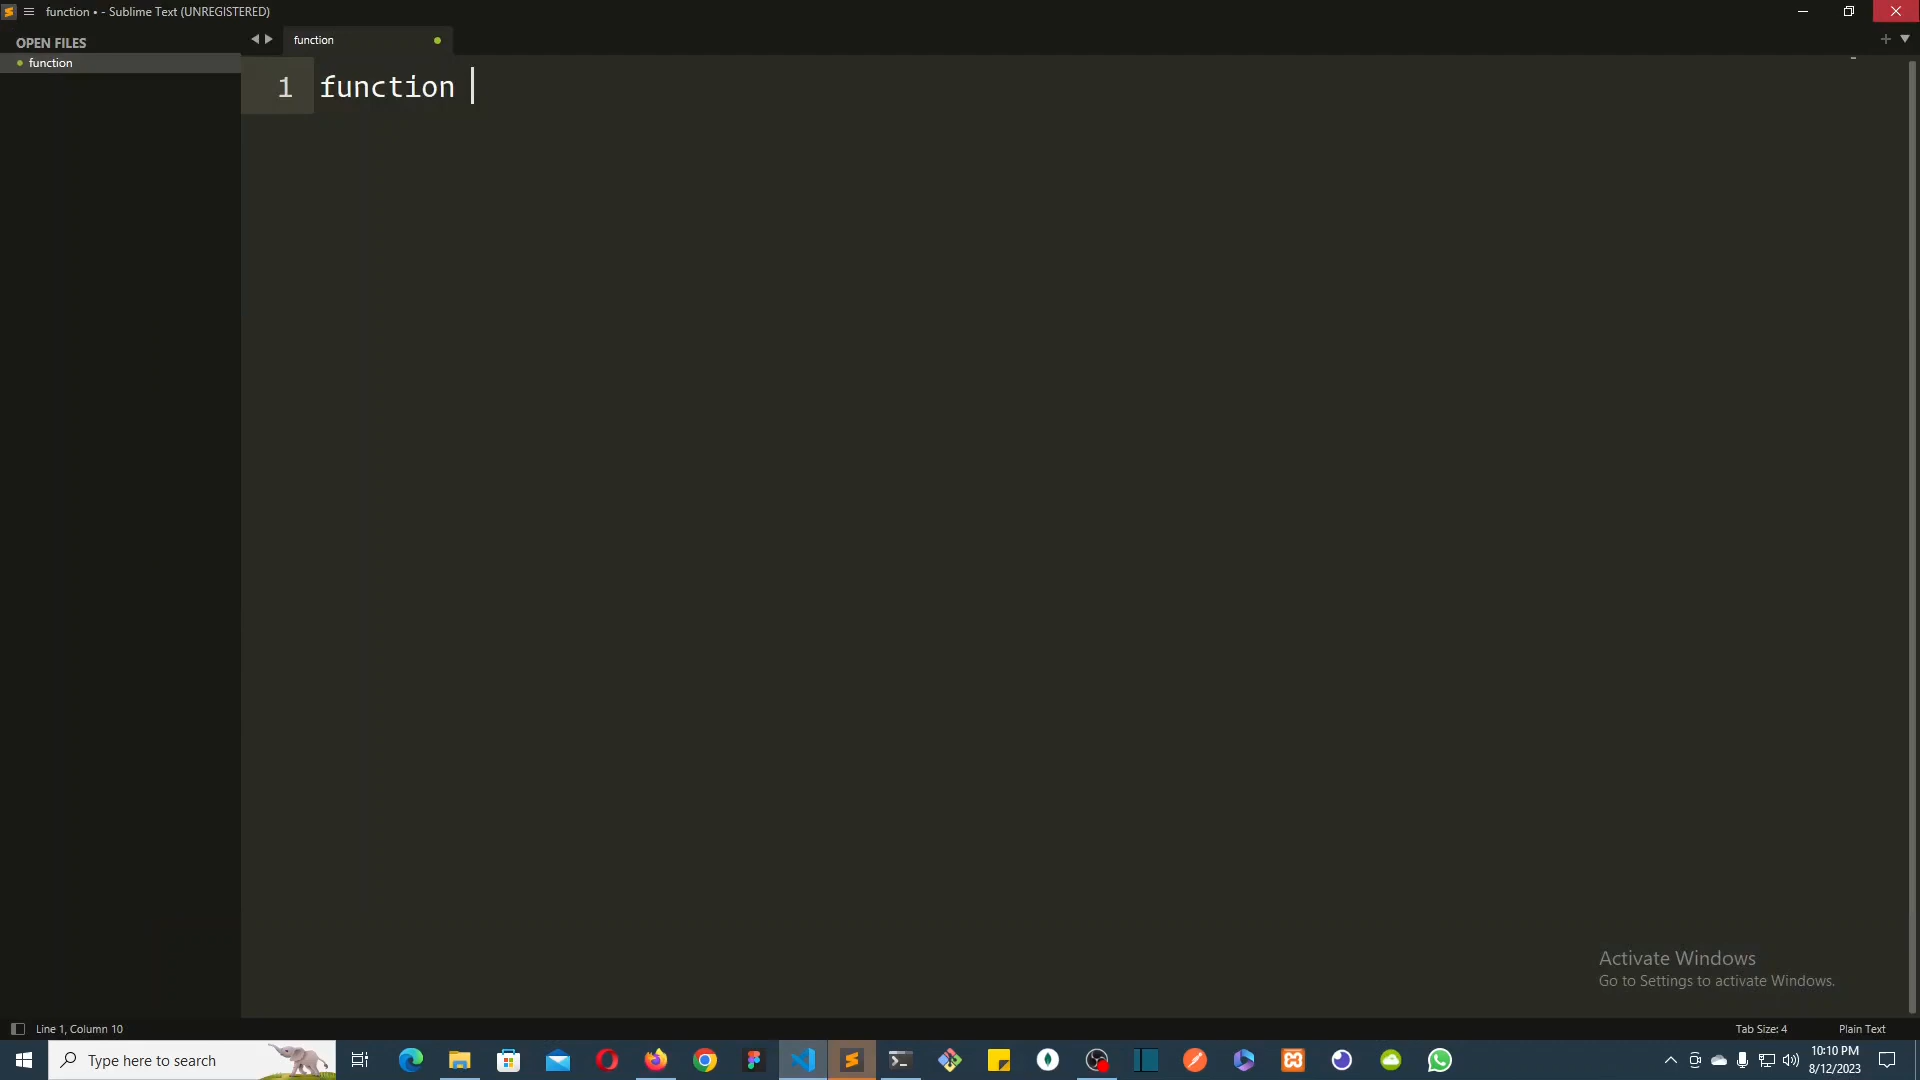 function • - Sublime Text (UNREGISTERED)
OPEN FILES
function
function
1 function
Activate Windows
Go to Settings to activate Windows.
Line 1, Column 10
Tab Size: 4
Plain Text
Type here to search
10:10 PM
8/12/2023